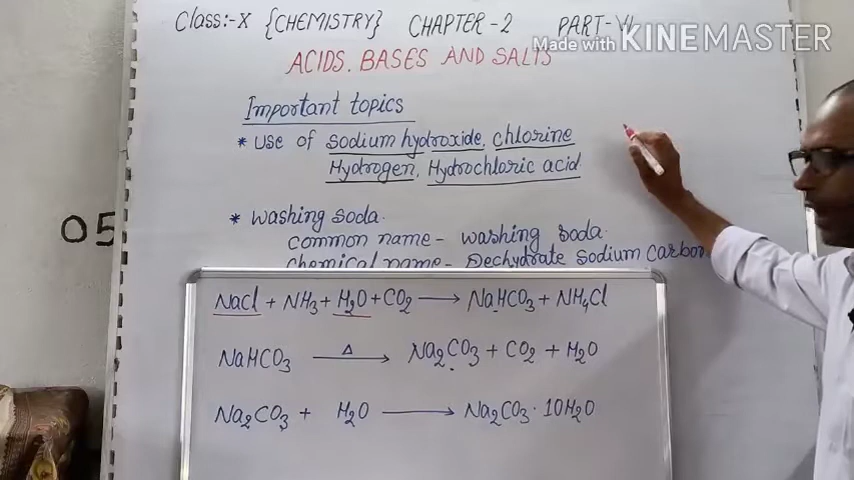 Class:-X {CHEMISTRY} CHAPTER-2 PART-VI
Made with KINEMASTER
ACIDS. BASES AND SALTS
Important topics
* use of sodium hydroxide, chlorine
Hydrogen, Hydrochloric acid
* washing soda.
common name- washing soda.
chemical name- Dechydrate sodium carbon
NaCl + NH₃ + H₂O + CO₂ ⟶ NaHCO₃ + NH₄Cl
NaHCO₃ —Δ→ Na₂CO₃ + CO₂ + H₂O
Na₂CO₃ + H₂O ⟶ Na₂CO₃ · 10H₂O
05